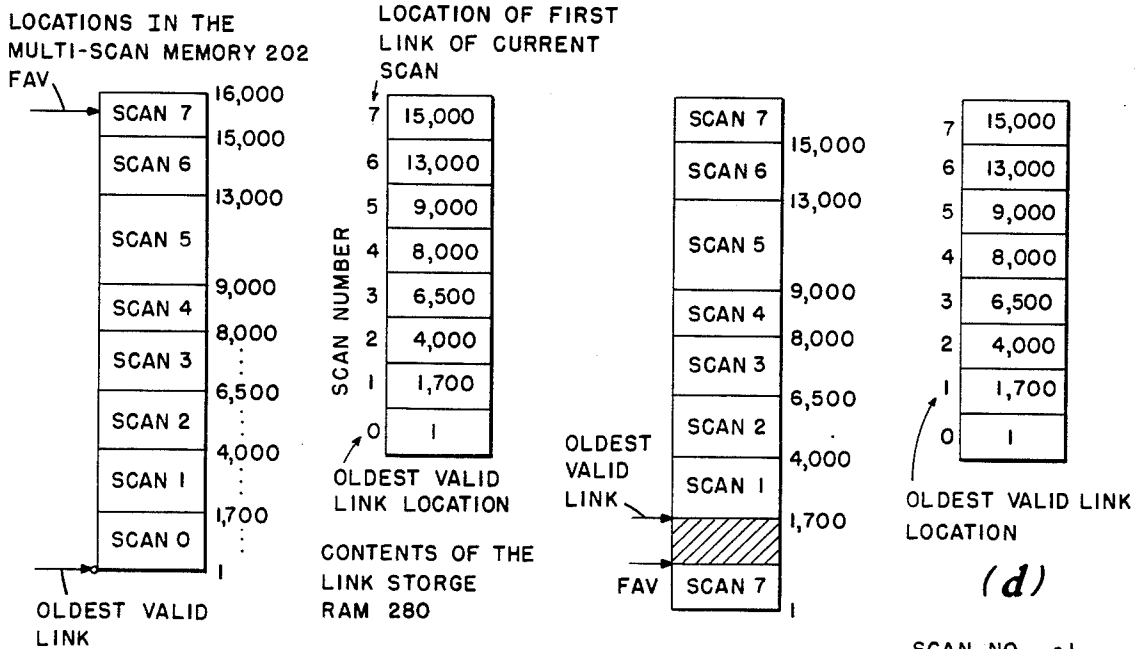 LOCATIONS IN THE
MULTI-SCAN MEMORY 202
FAV
SCAN 7
SCAN 6
SCAN 5
SCAN 4
SCAN 3
SCAN 2
SCAN 1
SCAN 0
16,000
15,000
13,000
9,000
8,000
6,500
4,000
1,700
1
OLDEST VALID
LINK
LOCATION OF FIRST
LINK OF CURRENT
SCAN
SCAN NUMBER
7 15,000
6 13,000
5 9,000
4 8,000
3 6,500
2 4,000
1 1,700
0 1
OLDEST VALID
LINK LOCATION
CONTENTS OF THE
LINK STORGE
RAM 280
SCAN 7
SCAN 6
SCAN 5
SCAN 4
SCAN 3
SCAN 2
SCAN 1
SCAN 7
15,000
13,000
9,000
8,000
6,500
4,000
1,700
1
OLDEST
VALID
LINK
FAV
7 15,000
6 13,000
5 9,000
4 8,000
3 6,500
2 4,000
1 1,700
0 1
OLDEST VALID LINK
LOCATION
(d)